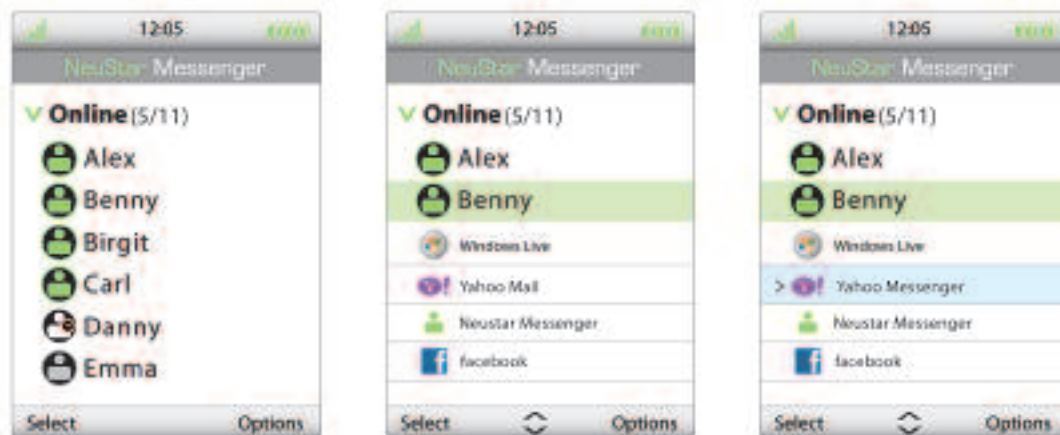 12:05
NeuStar Messenger
Online (5/11)
Alex
Benny
Birgit
Carl
Danny
Emma
Select Options
12:05
NeuStar Messenger
Online (5/11)
Alex
Benny
Windows Live
Yahoo Mail
Neustar Messenger
facebook
Select Options
12:05
NeuStar Messenger
Online (5/11)
Alex
Benny
Windows Live
> Yahoo Messenger
Neustar Messenger
facebook
Select Options